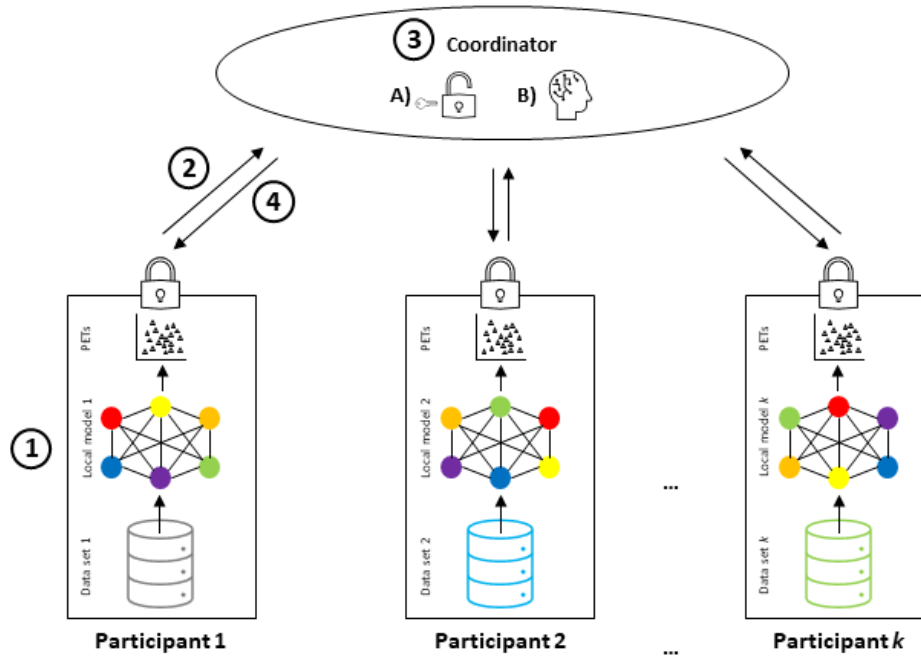 3 Coordinator
A) B)
2
4
PETs
PETs
PETs
1
Local model 1
Local model 2
Local model k
...
Data set 1
Data set 2
Data set k
Participant 1
Participant 2
...
Participant k